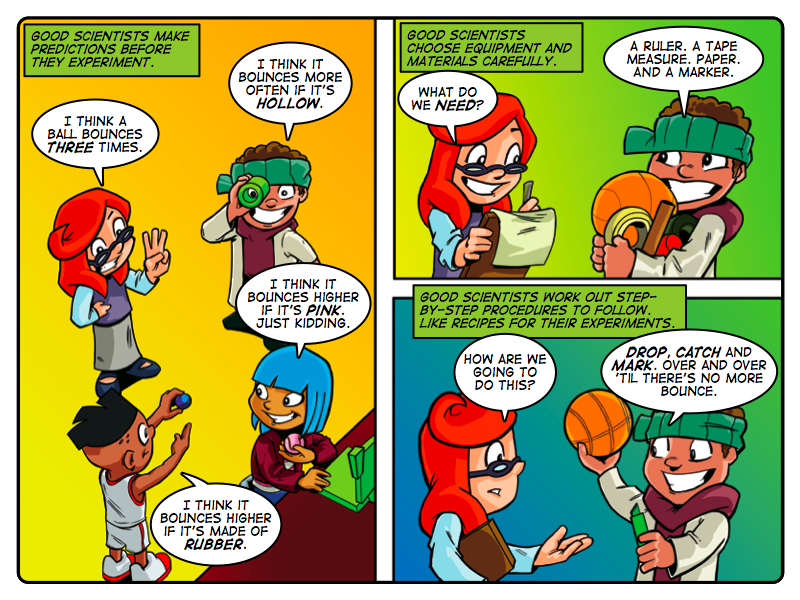 GOOD SCIENTISTS MAKE
PREDICTIONS BEFORE
THEY EXPERIMENT.
I THINK IT
BOUNCES MORE
OFTEN IF IT'S
HOLLOW.
I THINK A
BALL BOUNCES
THREE TIMES.
I THINK IT
BOUNCES HIGHER
IF IT'S PINK.
JUST KIDDING.
I THINK IT
BOUNCES HIGHER
IF IT'S MADE OF
RUBBER.
GOOD SCIENTISTS
CHOOSE EQUIPMENT AND
MATERIALS CAREFULLY.
WHAT DO
WE NEED?
A RULER. A TAPE
MEASURE. PAPER.
AND A MARKER.
GOOD SCIENTISTS WORK OUT STEP-
BY-STEP PROCEDURES TO FOLLOW.
LIKE RECIPES FOR THEIR EXPERIMENTS.
HOW ARE WE
GOING TO
DO THIS?
DROP, CATCH AND
MARK. OVER AND OVER
'TIL THERE'S NO MORE
BOUNCE.